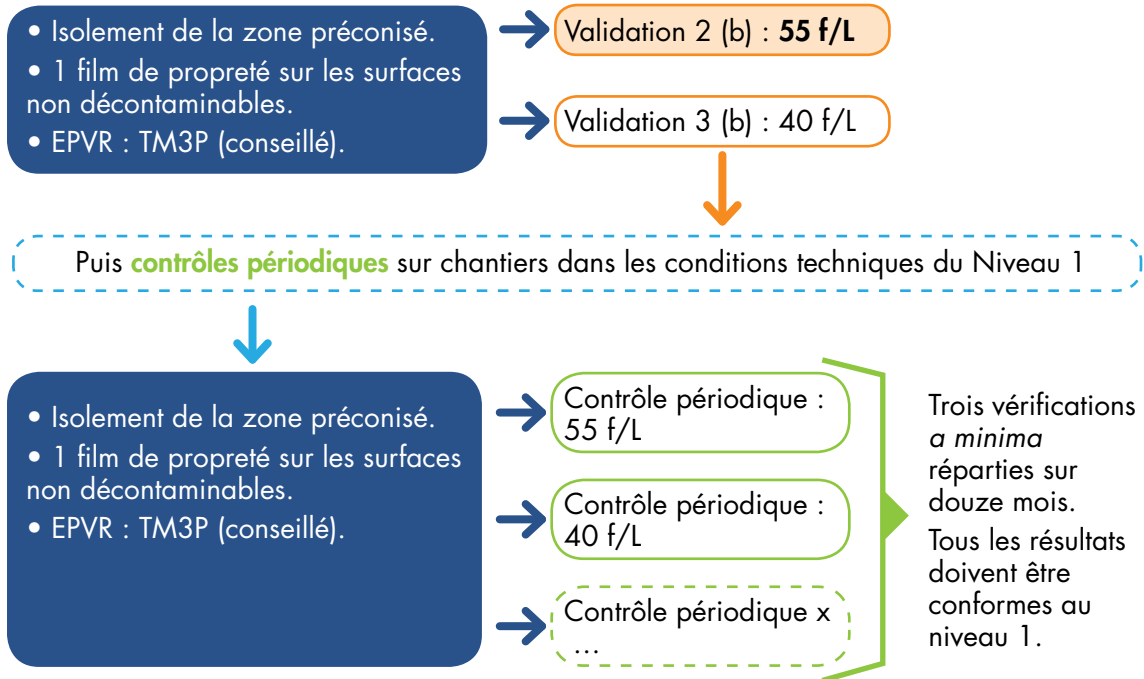 • Isolement de la zone préconisé.
• 1 film de propreté sur les surfaces
non décontaminables.
• EPVR : TM3P (conseillé).
Validation 2 (b) : 55 f/L
Validation 3 (b) : 40 f/L
Puis contrôles périodiques sur chantiers dans les conditions techniques du Niveau 1
• Isolement de la zone préconisé.
• 1 film de propreté sur les surfaces
non décontaminables.
• EPVR : TM3P (conseillé).
Contrôle périodique :
55 f/L
Contrôle périodique :
40 f/L
Contrôle périodique x
...
Trois vérifications
a minima
réparties sur
douze mois.
Tous les résultats
doivent être
conformes au
niveau 1.